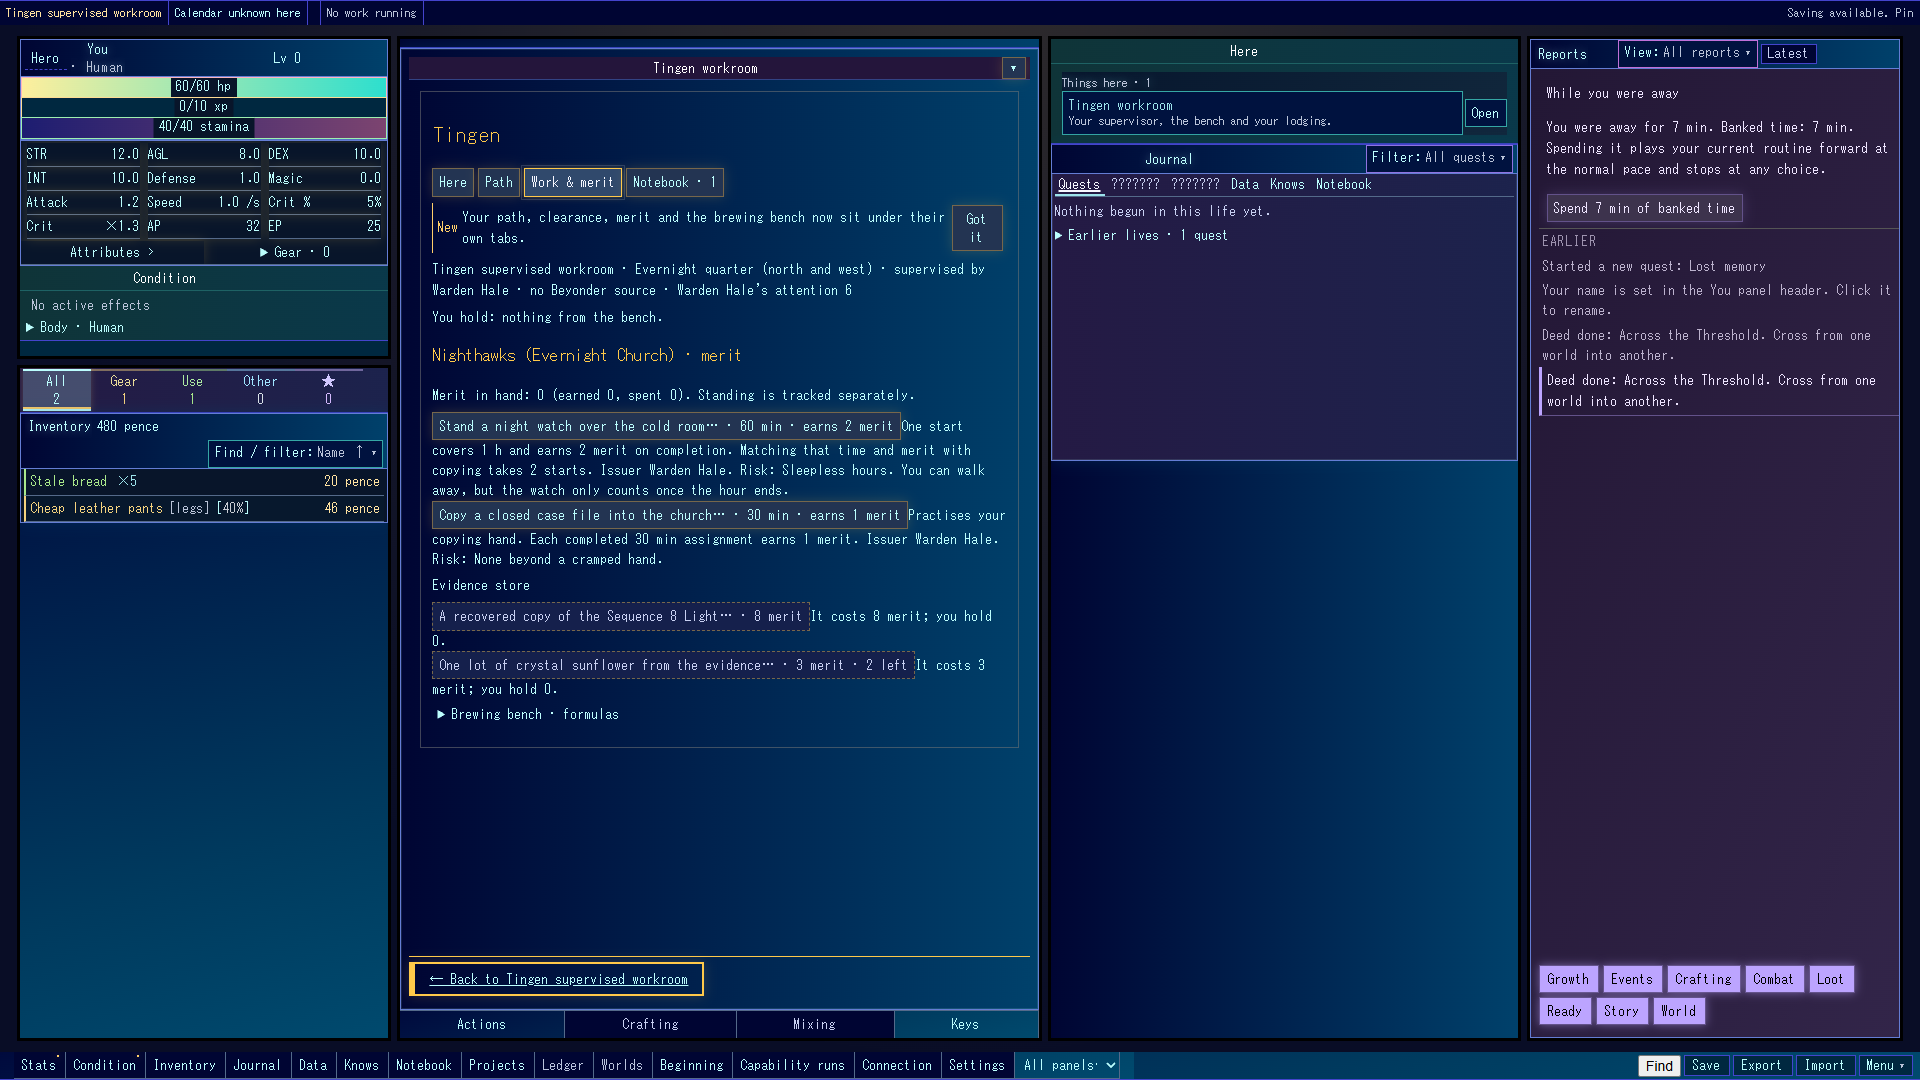 Tingen supervised workroom
Calendar unknown here
No work running
Saving available. Pin
Hero · You
Human
Lv 0
60/60 hp
0/10 xp
40/40 stamina
STR 12.0 AGL 8.0 DEX 10.0
INT 10.0 Defense 1.0 Magic 0.0
Attack 1.2 Speed 1.0 /s Crit % 5%
Crit ×1.3 AP 32 EP 25
Attributes >
▶ Gear · 0
Condition
No active effects
▶ Body · Human
All 2
Gear 1
Use 1
Other 0
★ 0
Inventory 480 pence
Find / filter: Name ↑ ▾
Stale bread ×5 20 pence
Cheap leather pants [legs] [40%] 46 pence
Tingen workroom
▾
Tingen
Here
Path
Work & merit
Notebook · 1
New
Your path, clearance, merit and the brewing bench now sit under their
own tabs.
Got
it
Tingen supervised workroom · Evernight quarter (north and west) · supervised by
Warden Hale · no Beyonder source · Warden Hale's attention 6
You hold: nothing from the bench.
Nighthawks (Evernight Church) · merit
Merit in hand: 0 (earned 0, spent 0). Standing is tracked separately.
Stand a night watch over the cold room… · 60 min · earns 2 merit One start
covers 1 h and earns 2 merit on completion. Matching that time and merit with
copying takes 2 starts. Issuer Warden Hale. Risk: Sleepless hours. You can walk
away, but the watch only counts once the hour ends.
Copy a closed case file into the church… · 30 min · earns 1 merit Practises your
copying hand. Each completed 30 min assignment earns 1 merit. Issuer Warden Hale.
Risk: None beyond a cramped hand.
Evidence store
A recovered copy of the Sequence 8 Light… · 8 merit It costs 8 merit; you hold
0.
One lot of crystal sunflower from the evidence… · 3 merit · 2 left It costs 3
merit; you hold 0.
▶ Brewing bench · formulas
← Back to Tingen supervised workroom
Actions
Crafting
Mixing
Keys
Here
Things here · 1
Tingen workroom
Your supervisor, the bench and your lodging.
Open
Journal
Filter: All quests ▾
Quests ??????? ??????? Data Knows Notebook
Nothing begun in this life yet.
▶ Earlier lives · 1 quest
Reports
View: All reports ▾
Latest
While you were away
You were away for 7 min. Banked time: 7 min.
Spending it plays your current routine forward at
the normal pace and stops at any choice.
Spend 7 min of banked time
EARLIER
Started a new quest: Lost memory
Your name is set in the You panel header. Click it
to rename.
Deed done: Across the Threshold. Cross from one
world into another.
Deed done: Across the Threshold. Cross from one
world into another.
Growth
Events
Crafting
Combat
Loot
Ready
Story
World
Stats
Condition
Inventory
Journal
Data
Knows
Notebook
Projects
Ledger
Worlds
Beginning
Capability runs
Connection
Settings
All panels·
Find
Save
Export
Import
Menu ▾